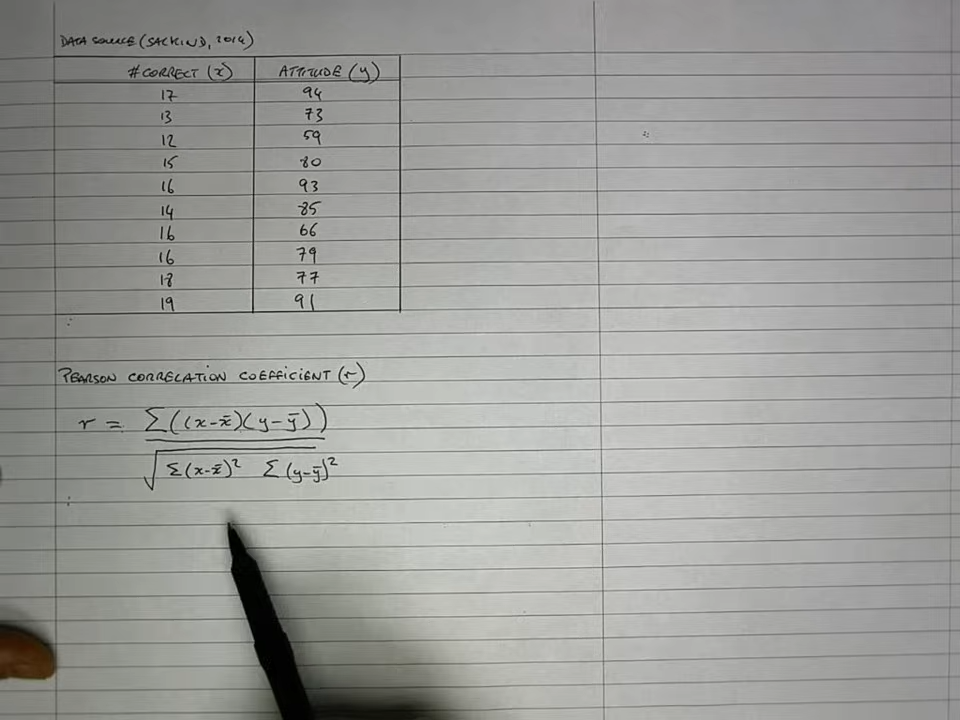 DATA SOURCE (SALKIND, 2014)
#CORRECT (x) ATTITUDE (y)
17 94
13 73
12 59
15 80
16 93
14 85
16 66
16 79
18 77
19 91
PEARSON CORRELATION COEFFICIENT (r)
r = Σ((x-x̄)(y-ȳ))
√Σ(x-x̄)² Σ(y-ȳ)²